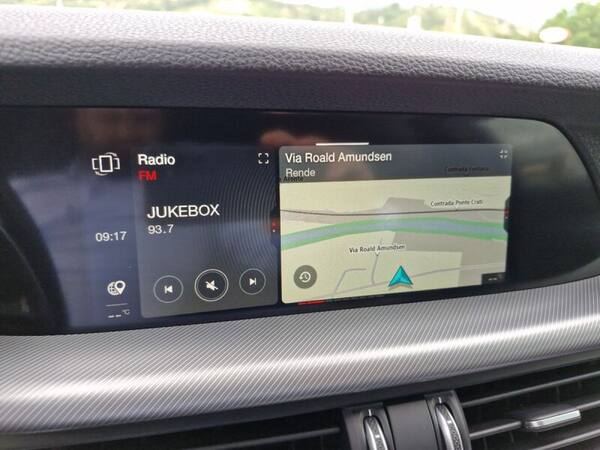 Radio
FM
JUKEBOX
93.7
09:17
-- °C
Via Roald Amundsen
Rende
Contrada Ponte Crati
Via Roald Amundsen